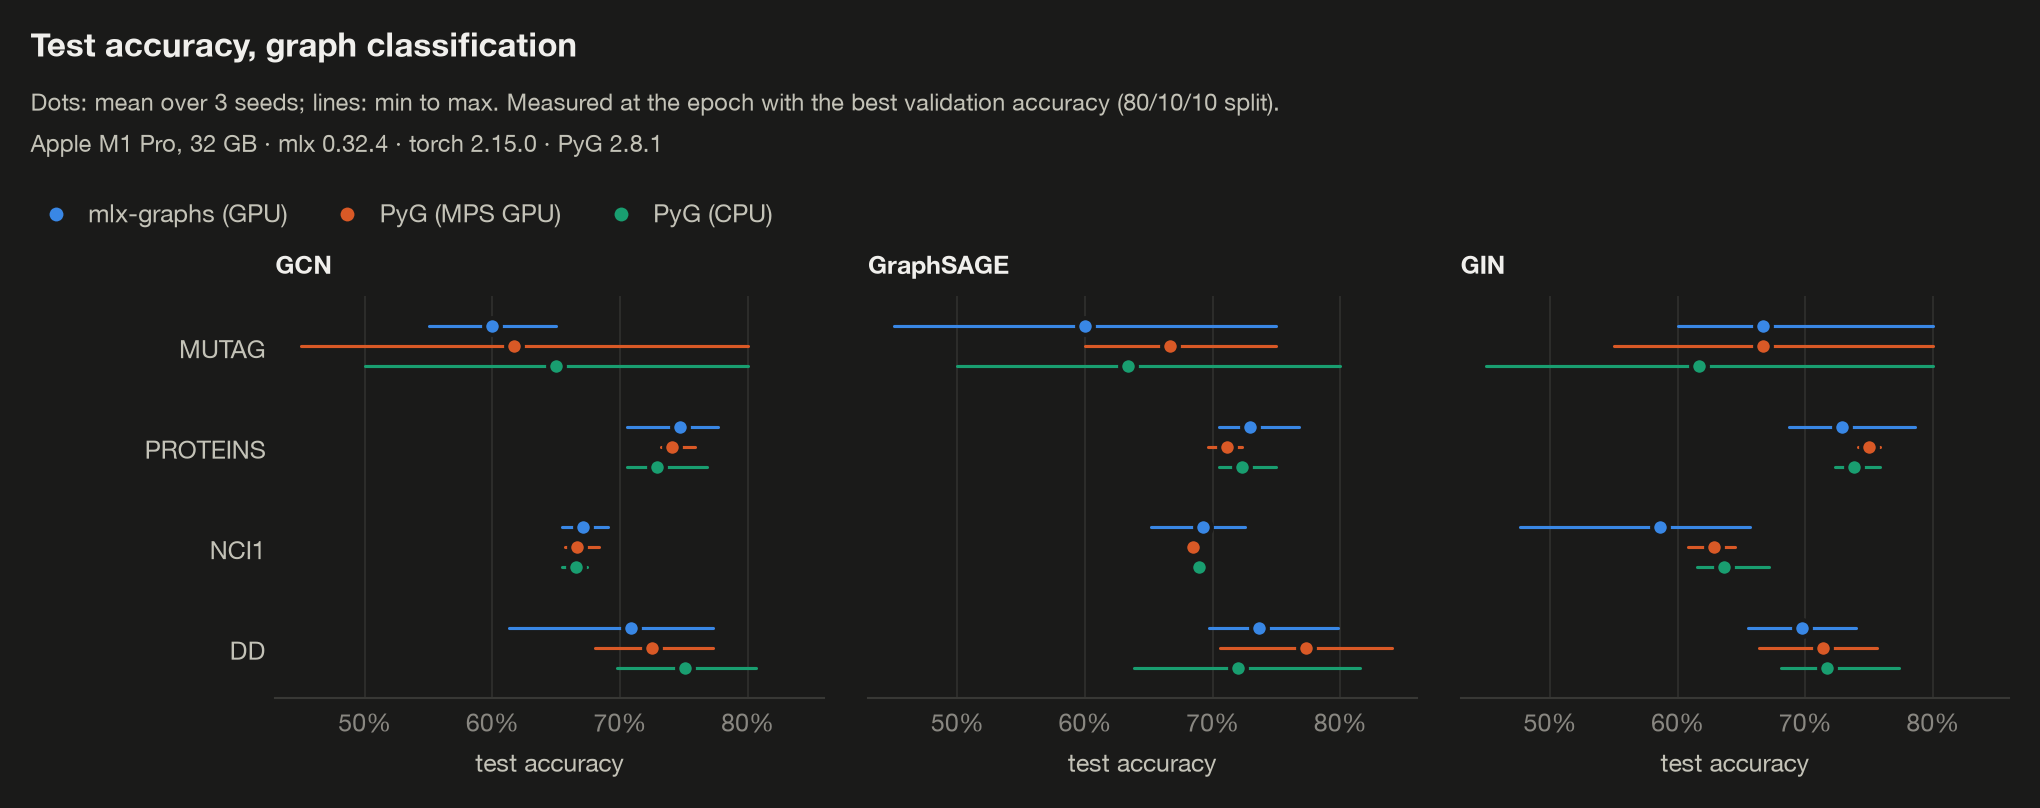 Test accuracy, graph classification
Dots: mean over 3 seeds; lines: min to max. Measured at the epoch with the best validation accuracy (80/10/10 split).
Apple M1 Pro, 32 GB · mlx 0.32.4 · torch 2.15.0 · PyG 2.8.1
mlx-graphs (GPU) PyG (MPS GPU) PyG (CPU)
GCN GraphSAGE GIN
MUTAG
PROTEINS
NCI1
DD
50% 60% 70% 80% 50% 60% 70% 80% 50% 60% 70% 80%
test accuracy test accuracy test accuracy